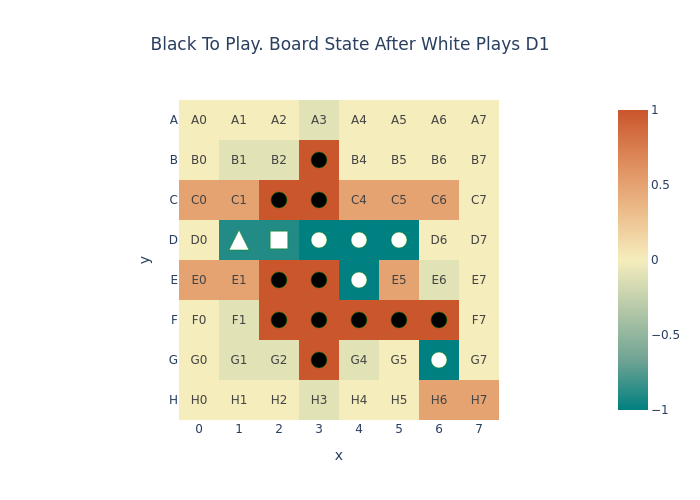 Black To Play. Board State After White Plays D1
A A0 A1 A2 A3 A4 A5 A6 A7
B B0 B1 B2 B4 B5 B6 B7
C C0 C1 C4 C5 C6 C7
D D0 D6 D7
E E0 E1 E5 E6 E7
F F0 F1 F7
G G0 G1 G2 G4 G5 G7
H H0 H1 H2 H3 H4 H5 H6 H7
0 1 2 3 4 5 6 7
x
y
1
0.5
0
−0.5
−1